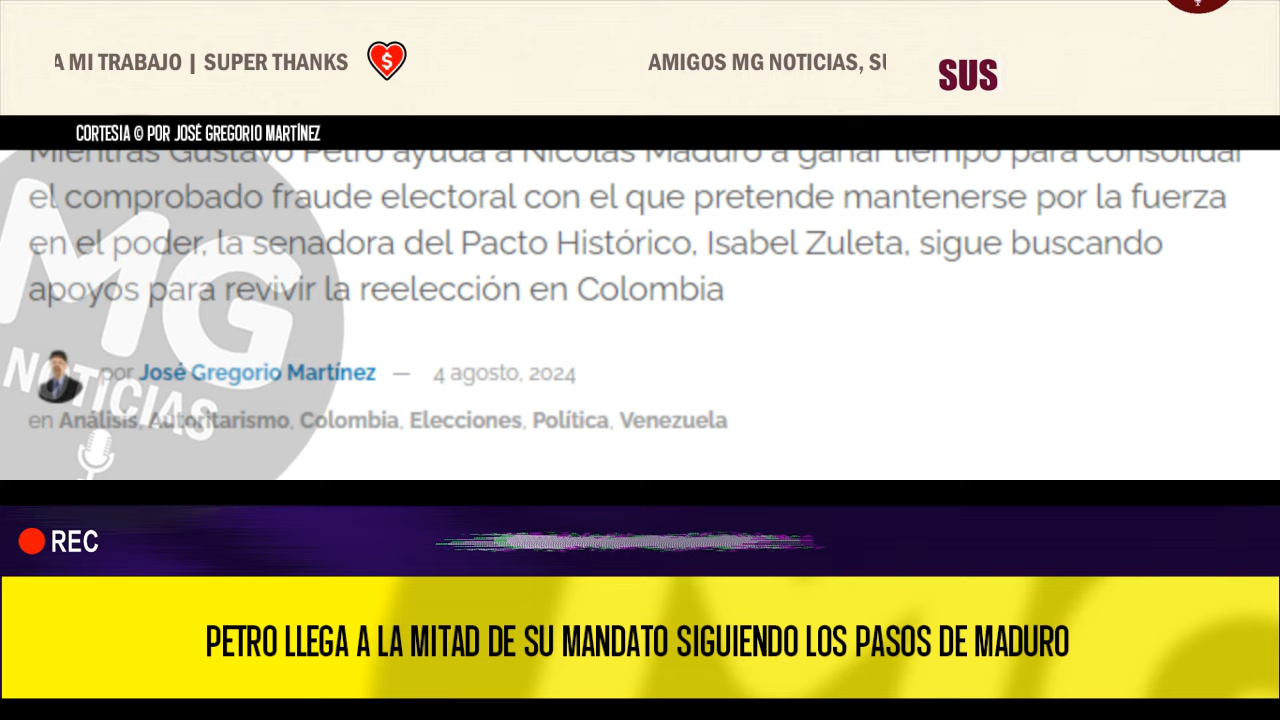 A MI TRABAJO | SUPER THANKS
AMIGOS MG NOTICIAS, SU
SUS
CORTESIA © POR JOSÉ GREGORIO MARTÍNEZ
Mientras Gustavo Petro ayuda a Nicolás Maduro a ganar tiempo para consolidar
el comprobado fraude electoral con el que pretende mantenerse por la fuerza
en el poder, la senadora del Pacto Histórico, Isabel Zuleta, sigue buscando
apoyos para revivir la reelección en Colombia
MG
NOTICIAS
por José Gregorio Martínez — 4 agosto, 2024
en Análisis, Autoritarismo, Colombia, Elecciones, Política, Venezuela
REC
PETRO LLEGA A LA MITAD DE SU MANDATO SIGUIENDO LOS PASOS DE MADURO